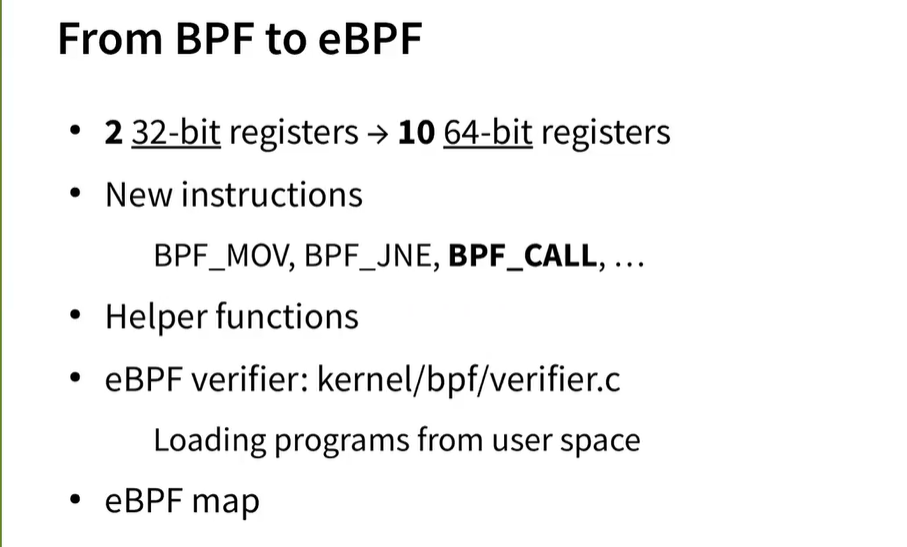 From BPF to eBPF
• 2 32-bit registers → 10 64-bit registers
• New instructions
BPF_MOV, BPF_JNE, BPF_CALL, …
• Helper functions
• eBPF verifier: kernel/bpf/verifier.c
Loading programs from user space
• eBPF map